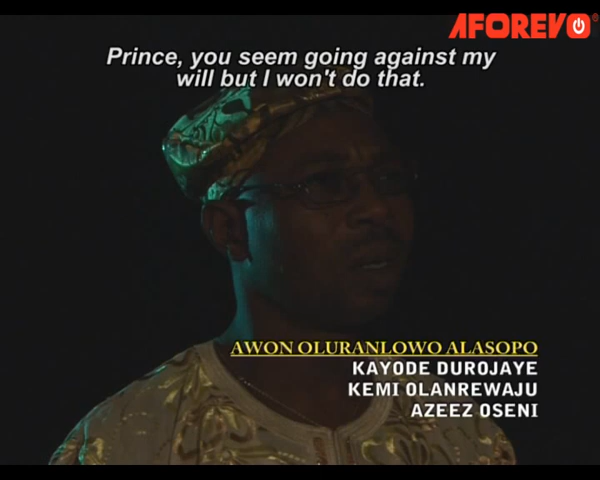 AFOREVO
Prince, you seem going against my
will but I won't do that.
AWON OLURANLOWO ALASOPO
KAYODE DUROJAYE
KEMI OLANREWAJU
AZEEZ OSENI